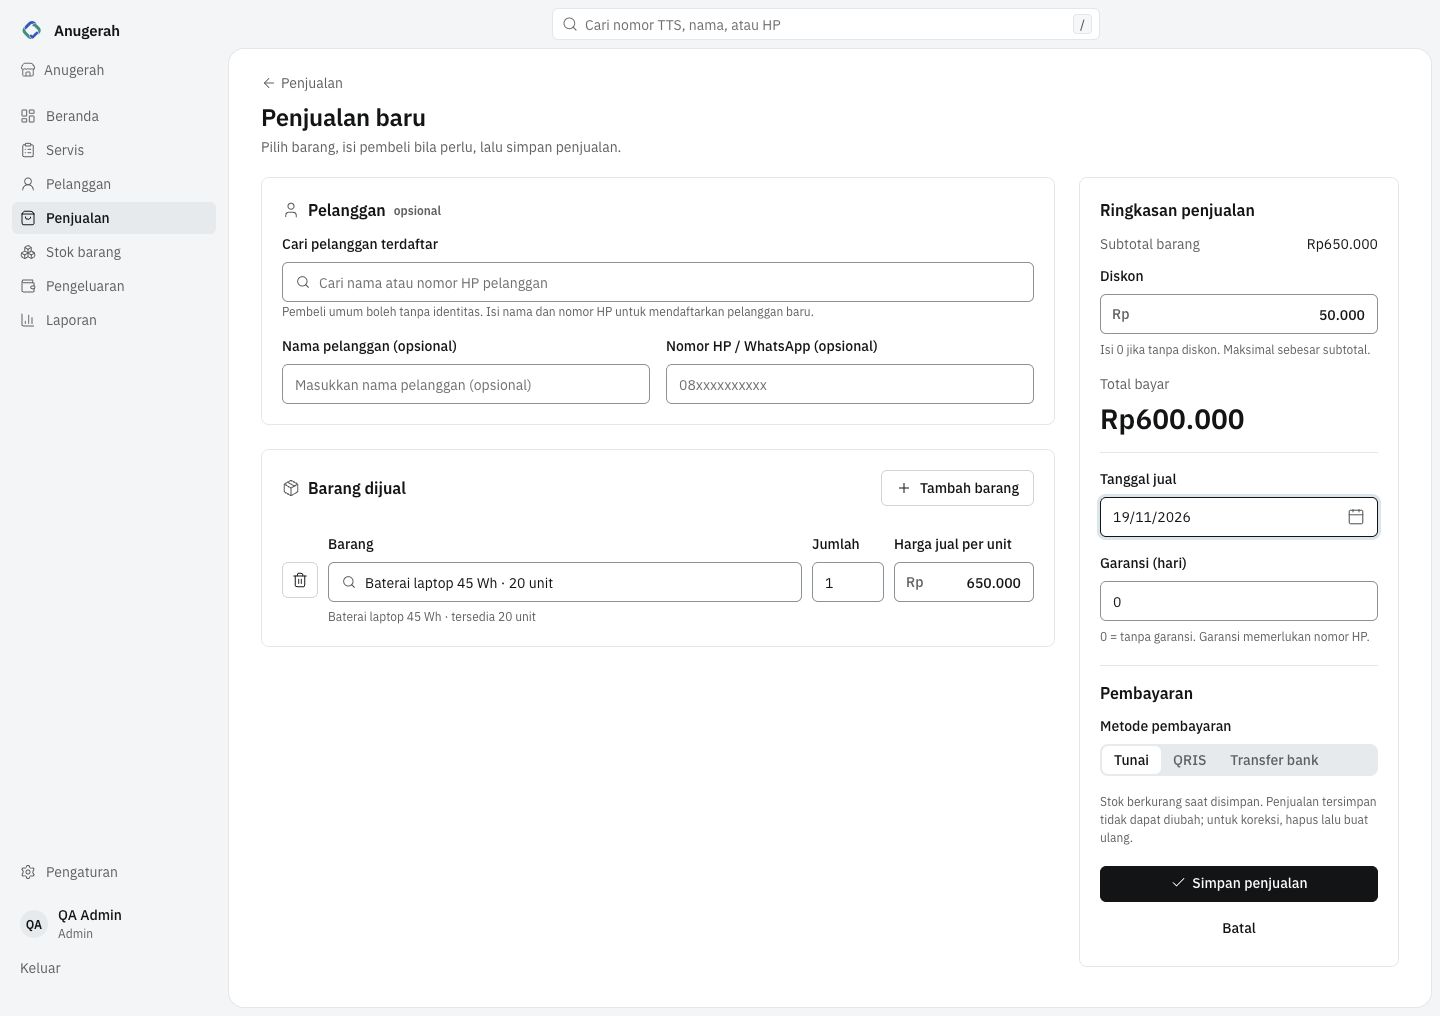 Anugerah
Cari nomor TTS, nama, atau HP
/
Anugerah
Beranda
Servis
Pelanggan
Penjualan
Stok barang
Pengeluaran
Laporan
Pengaturan
QA
QA Admin
Admin
Keluar
Penjualan
Penjualan baru
Pilih barang, isi pembeli bila perlu, lalu simpan penjualan.
Pelanggan opsional
Cari pelanggan terdaftar
Cari nama atau nomor HP pelanggan
Pembeli umum boleh tanpa identitas. Isi nama dan nomor HP untuk mendaftarkan pelanggan baru.
Nama pelanggan (opsional)
Masukkan nama pelanggan (opsional)
Nomor HP / WhatsApp (opsional)
08xxxxxxxxxx
Barang dijual
Tambah barang
Barang
Baterai laptop 45 Wh · 20 unit
Baterai laptop 45 Wh · tersedia 20 unit
Jumlah
1
Harga jual per unit
Rp 650.000
Ringkasan penjualan
Subtotal barang Rp650.000
Diskon
Rp 50.000
Isi 0 jika tanpa diskon. Maksimal sebesar subtotal.
Total bayar
Rp600.000
Tanggal jual
19/11/2026
Garansi (hari)
0
0 = tanpa garansi. Garansi memerlukan nomor HP.
Pembayaran
Metode pembayaran
Tunai QRIS Transfer bank
Stok berkurang saat disimpan. Penjualan tersimpan
tidak dapat diubah; untuk koreksi, hapus lalu buat
ulang.
Simpan penjualan
Batal